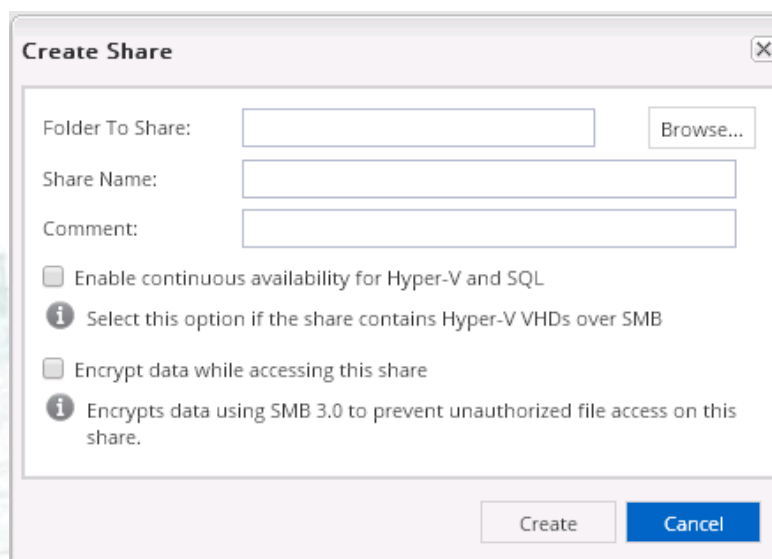 Create Share
Folder To Share:
Browse...
Share Name:
Comment:
Enable continuous availability for Hyper-V and SQL
Select this option if the share contains Hyper-V VHDs over SMB
Encrypt data while accessing this share
Encrypts data using SMB 3.0 to prevent unauthorized file access on this
share.
Create
Cancel